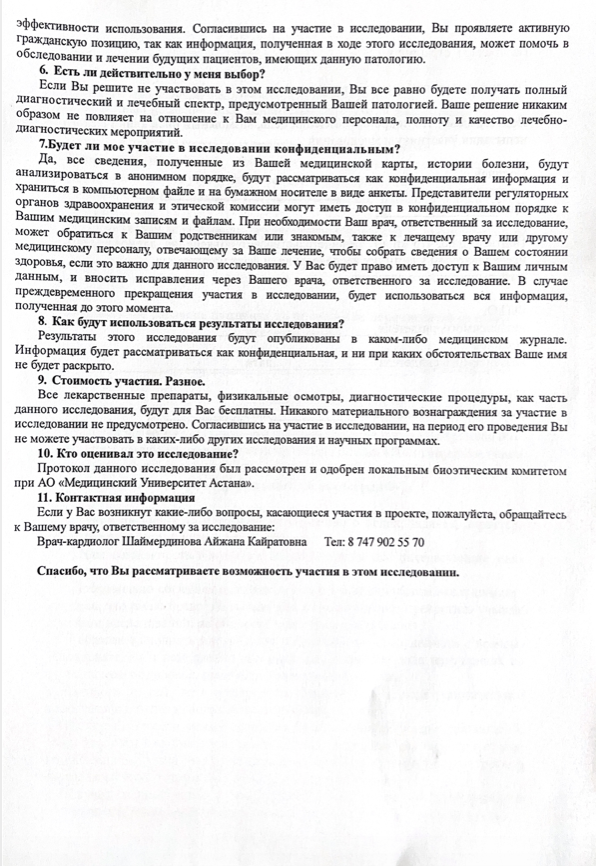 эффективности использования. Согласившись на участие в исследовании, Вы проявляете активную
гражданскую позицию, так как информация, полученная в ходе этого исследования, может помочь в
обследовании и лечении будущих пациентов, имеющих данную патологию.
6. Есть ли действительно у меня выбор?
Если Вы решите не участвовать в этом исследовании, Вы все равно будете получать полный
диагностический и лечебный спектр, предусмотренный Вашей патологией. Ваше решение никаким
образом не повлияет на отношение к Вам медицинского персонала, полноту и качество лечебно-
диагностических мероприятий.
7.Будет ли мое участие в исследовании конфиденциальным?
Да, все сведения, полученные из Вашей медицинской карты, истории болезни, будут
анализироваться в анонимном порядке, будут рассматриваться как конфиденциальная информация и
храниться в компьютерном файле и на бумажном носителе в виде анкеты. Представители регуляторных
органов здравоохранения и этической комиссии могут иметь доступ в конфиденциальном порядке к
Вашим медицинским записям и файлам. При необходимости Ваш врач, ответственный за исследование,
может обратиться к Вашим родственникам или знакомым, также к лечащему врачу или другому
медицинскому персоналу, отвечающему за Ваше лечение, чтобы собрать сведения о Вашем состоянии
здоровья, если это важно для данного исследования. У Вас будет право иметь доступ к Вашим личным
данным, и вносить исправления через Вашего врача, ответственного за исследование. В случае
преждевременного прекращения участия в исследовании, будет использоваться вся информация,
полученная до этого момента.
8. Как будут использоваться результаты исследования?
Результаты этого исследования будут опубликованы в каком-либо медицинском журнале.
Информация будет рассматриваться как конфиденциальная, и ни при каких обстоятельствах Ваше имя
не будет раскрыто.
9. Стоимость участия. Разное.
Все лекарственные препараты, физикальные осмотры, диагностические процедуры, как часть
данного исследования, будут для Вас бесплатны. Никакого материального вознаграждения за участие в
исследовании не предусмотрено. Согласившись на участие в исследовании, на период его проведения Вы
не можете участвовать в каких-либо других исследования и научных программах.
10. Кто оценивал это исследование?
Протокол данного исследования был рассмотрен и одобрен локальным биоэтическим комитетом
при АО «Медицинский Университет Астана».
11. Контактная информация
Если у Вас возникнут какие-либо вопросы, касающиеся участия в проекте, пожалуйста, обращайтесь
к Вашему врачу, ответственному за исследование:
Врач-кардиолог Шаймердинова Айжана Кайратовна Тел: 8 747 902 55 70
Спасибо, что Вы рассматриваете возможность участия в этом исследовании.